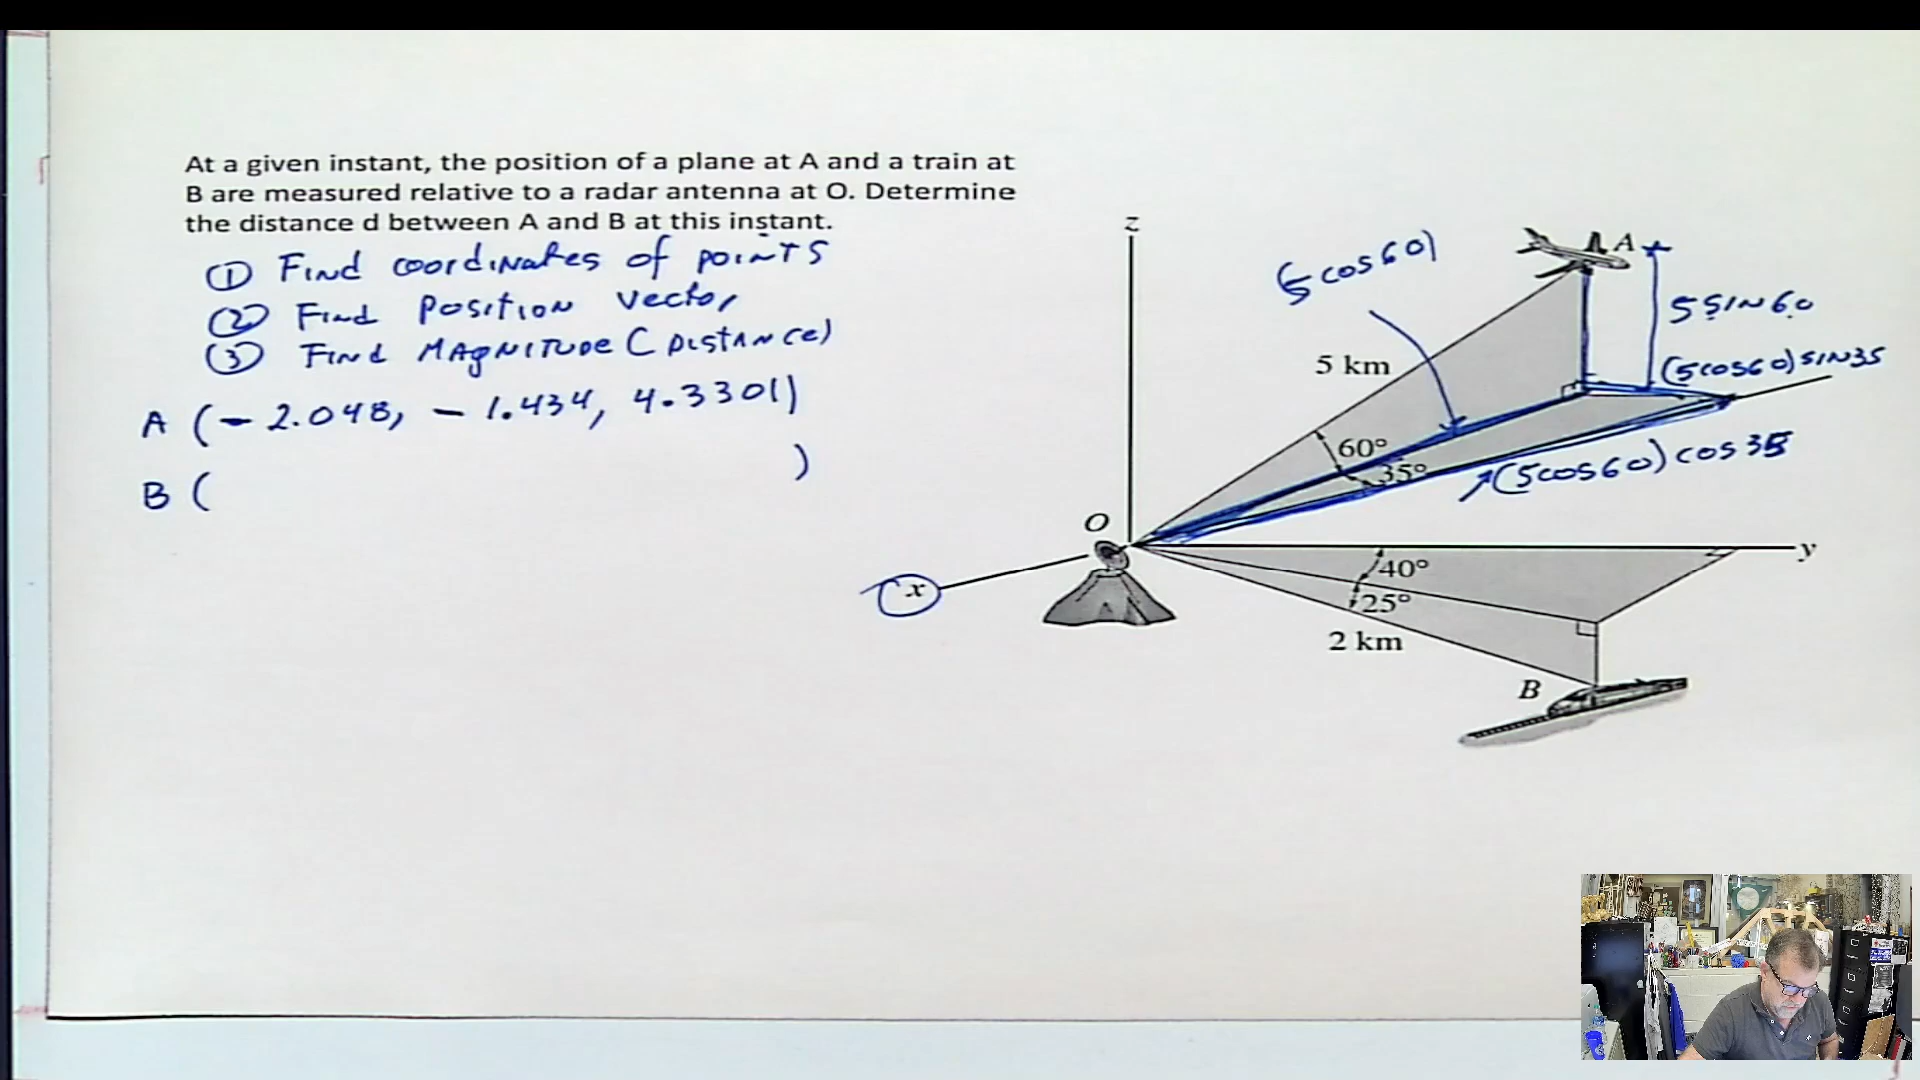 At a given instant, the position of a plane at A and a train at
B are measured relative to a radar antenna at O. Determine
the distance d between A and B at this instant.
① Find coordinates of points
② Find Position vector
③ Find MAGNITUDE (Distance)
A (-2.048, -1.434, 4.3301)
B ( )
z
5cos60)
A
5 SIN 60
(5cos60) SIN35
5 km
60°
35°
(5cos60) cos35
O
x
y
40°
25°
2 km
B